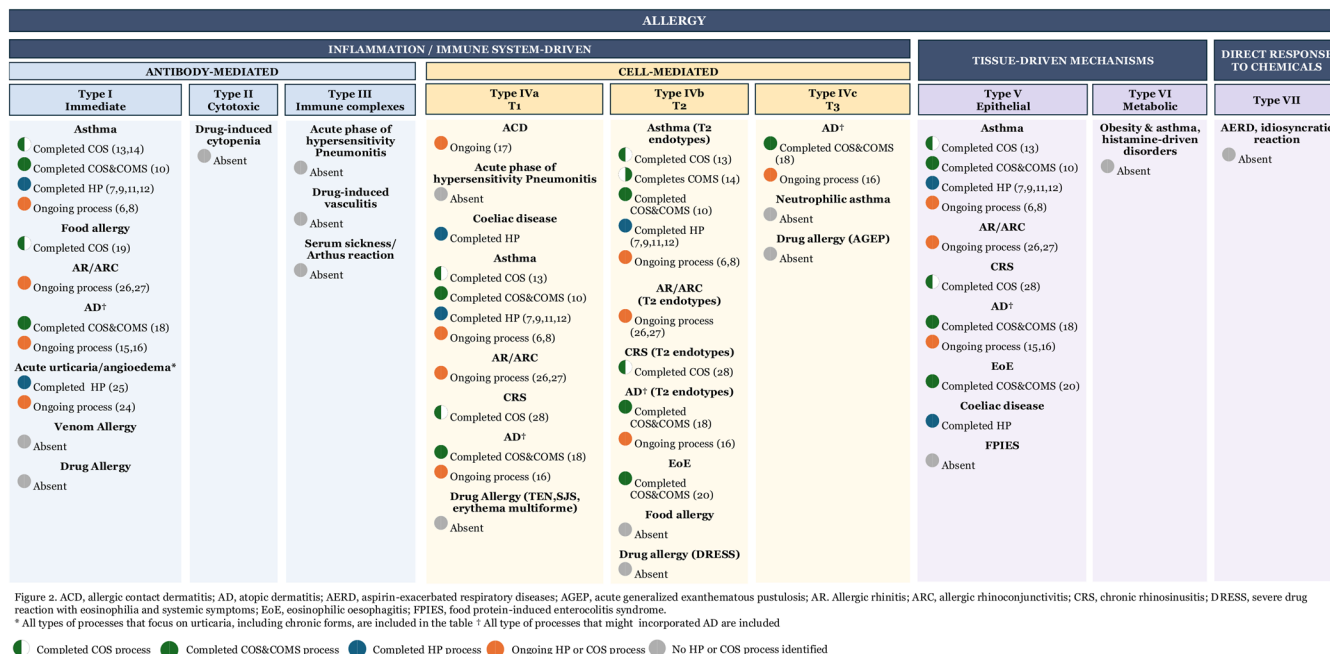 ALLERGY
INFLAMMATION / IMMUNE SYSTEM-DRIVEN
TISSUE-DRIVEN MECHANISMS
DIRECT RESPONSE
TO CHEMICALS
ANTIBODY-MEDIATED
CELL-MEDIATED
Type I
Immediate
Type II
Cytotoxic
Type III
Immune complexes
Type IVa
T1
Type IVb
T2
Type IVc
T3
Type V
Epithelial
Type VI
Metabolic
Type VII
Asthma
Completed COS (13,14)
Completed COS&COMS (10)
Completed HP (7,9,11,12)
Ongoing process (6,8)
Food allergy
Completed COS (19)
AR/ARC
Ongoing process (26,27)
AD†
Completed COS&COMS (18)
Ongoing process (15,16)
Acute urticaria/angioedema*
Completed HP (25)
Ongoing process (24)
Venom Allergy
Absent
Drug Allergy
Absent
Drug-induced
cytopenia
Absent
Acute phase of
hypersensitivity
Pneumonitis
Absent
Drug-induced
vasculitis
Absent
Serum sickness/
Arthus reaction
Absent
ACD
Ongoing (17)
Acute phase of
hypersensitivity Pneumonitis
Absent
Coeliac disease
Completed HP
Asthma
Completed COS (13)
Completed COS&COMS (10)
Completed HP (7,9,11,12)
Ongoing process (6,8)
AR/ARC
Ongoing process (26,27)
CRS
Completed COS (28)
AD†
Completed COS&COMS (18)
Ongoing process (16)
Drug Allergy (TEN,SJS,
erythema multiforme)
Absent
Asthma (T2
endotypes)
Completed COS (13)
Completes COMS (14)
Completed
COS&COMS (10)
Completed HP
(7,9,11,12)
Ongoing process (6,8)
AR/ARC
(T2 endotypes)
Ongoing process
(26,27)
CRS (T2 endotypes)
Completed COS (28)
AD† (T2 endotypes)
Completed
COS&COMS (18)
Ongoing process (16)
EoE
Completed
COS&COMS (20)
Food allergy
Absent
Drug allergy (DRESS)
Absent
AD†
Completed COS&COMS
(18)
Ongoing process (16)
Neutrophilic asthma
Absent
Drug allergy (AGEP)
Absent
Asthma
Completed COS (13)
Completed COS&COMS (10)
Completed HP (7,9,11,12)
Ongoing process (6,8)
AR/ARC
Ongoing process (26,27)
CRS
Completed COS (28)
AD†
Completed COS&COMS (18)
Ongoing process (15,16)
EoE
Completed COS&COMS (20)
Coeliac disease
Completed HP
FPIES
Absent
Obesity & asthma,
histamine-driven
disorders
Absent
AERD, idiosyncratic
reaction
Absent
Figure 2. ACD, allergic contact dermatitis; AD, atopic dermatitis; AERD, aspirin-exacerbated respiratory diseases; AGEP, acute generalized exanthematous pustulosis; AR. Allergic rhinitis; ARC, allergic rhinoconjunctivitis; CRS, chronic rhinosinusitis; DRESS, severe drug
reaction with eosinophilia and systemic symptoms; EoE, eosinophilic oesophagitis; FPIES, food protein-induced enterocolitis syndrome.
* All types of processes that focus on urticaria, including chronic forms, are included in the table † All type of processes that might incorporated AD are included
Completed COS process Completed COS&COMS process Completed HP process Ongoing HP or COS process No HP or COS process identified